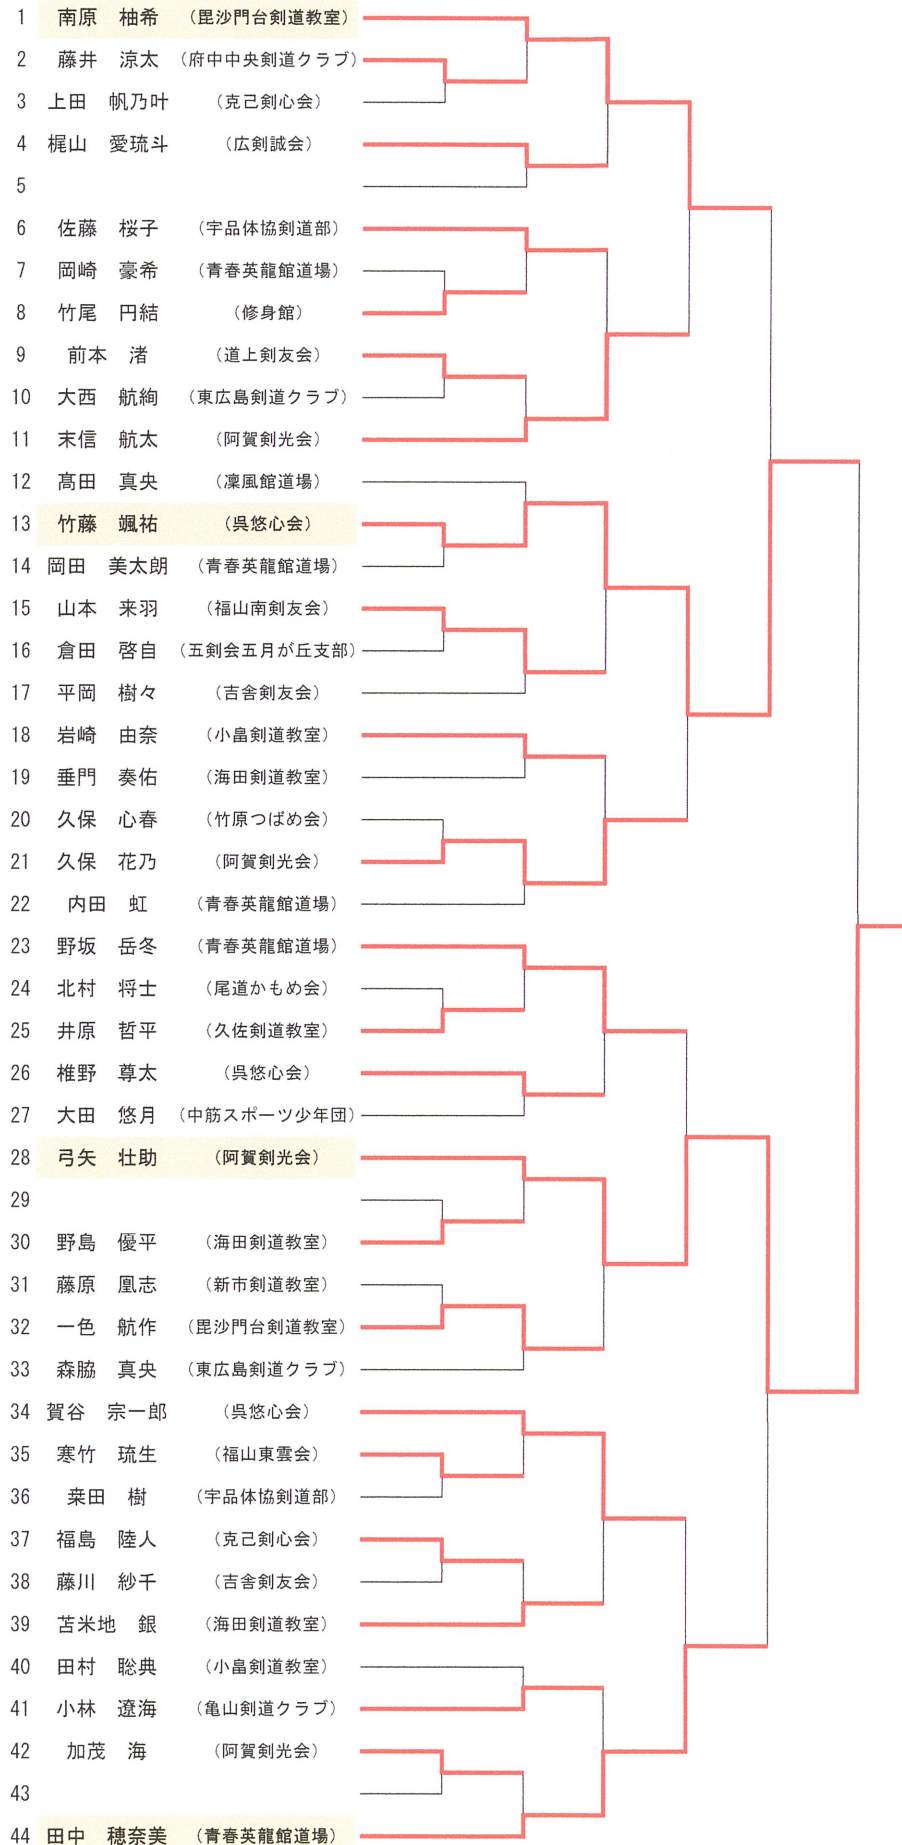 1 南原 柚希 (毘沙門台剣道教室)
2 藤井 涼太 (府中中央剣道クラブ)
3 上田 帆乃叶 (克己剣心会)
4 梶山 愛琉斗 (広剣誠会)
5
6 佐藤 桜子 (宇品体協剣道部)
7 岡崎 豪希 (青春英龍館道場)
8 竹尾 円結 (修身館)
9 前本 渚 (道上剣友会)
10 大西 航絢 (東広島剣道クラブ)
11 末信 航太 (阿賀剣光会)
12 髙田 真央 (凜風館道場)
13 竹藤 颯祐 (呉悠心会)
14 岡田 美太朗 (青春英龍館道場)
15 山本 来羽 (福山南剣友会)
16 倉田 啓自 (五剣会五月が丘支部)
17 平岡 樹々 (吉舎剣友会)
18 岩崎 由奈 (小畠剣道教室)
19 垂門 奏佑 (海田剣道教室)
20 久保 心春 (竹原つばめ会)
21 久保 花乃 (阿賀剣光会)
22 内田 虹 (青春英龍館道場)
23 野坂 岳冬 (青春英龍館道場)
24 北村 将士 (尾道かもめ会)
25 井原 哲平 (久佐剣道教室)
26 椎野 尊太 (呉悠心会)
27 大田 悠月 (中筋スポーツ少年団)
28 弓矢 壮助 (阿賀剣光会)
29
30 野島 優平 (海田剣道教室)
31 藤原 凰志 (新市剣道教室)
32 一色 航作 (毘沙門台剣道教室)
33 森脇 真央 (東広島剣道クラブ)
34 賀谷 宗一郎 (呉悠心会)
35 寒竹 琉生 (福山東雲会)
36 桒田 樹 (宇品体協剣道部)
37 福島 陸人 (克己剣心会)
38 藤川 紗千 (吉舎剣友会)
39 苫米地 銀 (海田剣道教室)
40 田村 聡典 (小畠剣道教室)
41 小林 遼海 (亀山剣道クラブ)
42 加茂 海 (阿賀剣光会)
43
44 田中 穂奈美 (青春英龍館道場)